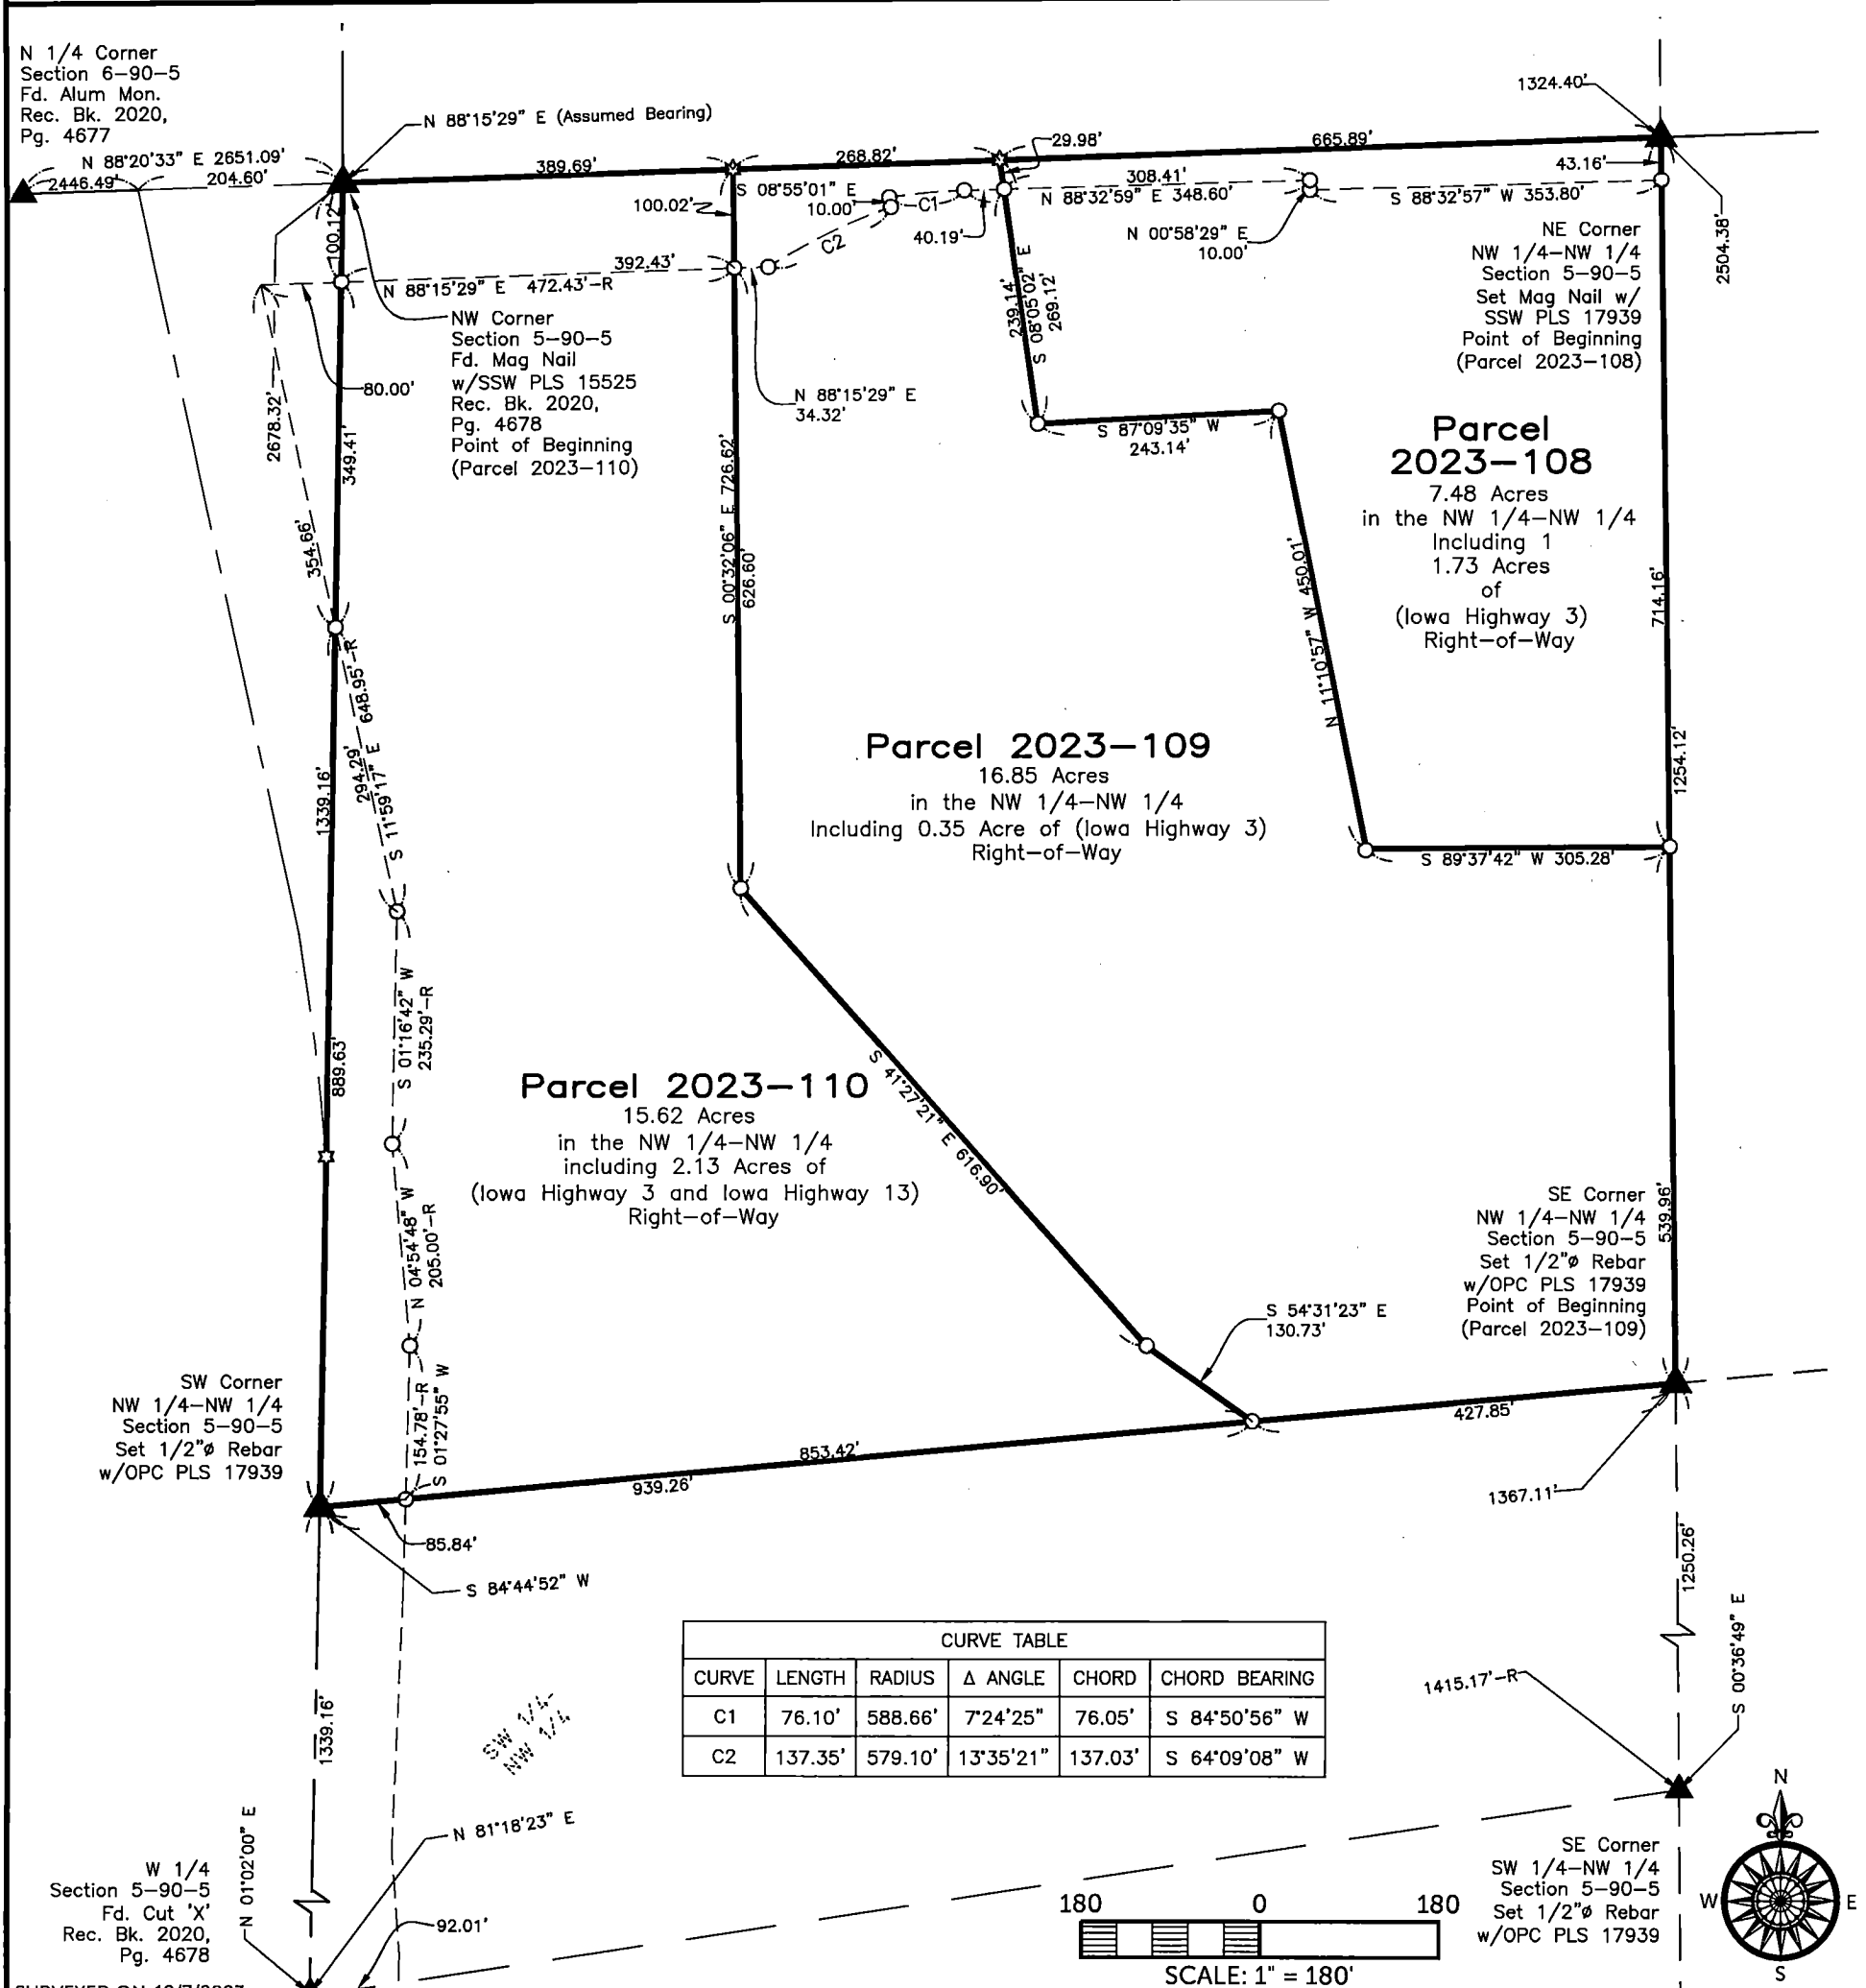 N 1/4 Corner
Section 6-90-5
Fd. Alum Mon.
Rec. Bk. 2020,
Pg. 4677
N 88°20'33" E 2651.09'
2446.49'
204.60'
N 88°15'29" E (Assumed Bearing)
389.69'
268.82'
29.98'
665.89'
1324.40'
43.16'
S 08°55'01" E
10.00'
C1
C2
40.19'
308.41'
N 88°32'59" E 348.60'
S 88°32'57" W 353.80'
N 00°58'29" E
10.00'
100.02'
100.12'
392.43'
N 88°15'29" E 472.43'-R
80.00'
NW Corner
Section 5-90-5
Fd. Mag Nail
w/SSW PLS 15525
Rec. Bk. 2020,
Pg. 4678
Point of Beginning
(Parcel 2023-110)
N 88°15'29" E
34.32'
239.14'
S 08°05'02" E
269.12'
S 87°09'35" W
243.14'
NE Corner
NW 1/4-NW 1/4
Section 5-90-5
Set Mag Nail w/
SSW PLS 17939
Point of Beginning
(Parcel 2023-108)
2504.38'
2678.32'
349.41'
354.66'
S 00°32'06" E 726.62'
626.60'
Parcel
2023-108
7.48 Acres
in the NW 1/4-NW 1/4
Including 1
1.73 Acres
of
(Iowa Highway 3)
Right-of-Way
714.16'
N 11°10'57" W 450.01'
1254.12'
S 89°37'42" W 305.28'
Parcel 2023-109
16.85 Acres
in the NW 1/4-NW 1/4
Including 0.35 Acre of (Iowa Highway 3)
Right-of-Way
1339.16'
294.29'
S 11°59'17" E
648.95'-R
889.63'
S 01°16'42" W
235.29'-R
Parcel 2023-110
15.62 Acres
in the NW 1/4-NW 1/4
including 2.13 Acres of
(Iowa Highway 3 and Iowa Highway 13)
Right-of-Way
S 41°27'21" E 616.90'
N 04°54'48" W
205.00'-R
SE Corner
NW 1/4-NW 1/4
Section 5-90-5
Set 1/2"ø Rebar
w/OPC PLS 17939
Point of Beginning
(Parcel 2023-109)
539.96'
S 54°31'23" E
130.73'
SW Corner
NW 1/4-NW 1/4
Section 5-90-5
Set 1/2"ø Rebar
w/OPC PLS 17939
154.78'-R
S 01°27'55" W
853.42'
939.26'
427.85'
85.84'
S 84°44'52" W
1367.11'
1250.26'
S 00°36'49" E
1415.17'-R
CURVE TABLE
CURVE LENGTH RADIUS Δ ANGLE CHORD CHORD BEARING
C1 76.10' 588.66' 7°24'25" 76.05' S 84°50'56" W
C2 137.35' 579.10' 13°35'21" 137.03' S 64°09'08" W
SW 1/4-
NW 1/4
1339.16'
N 01°02'00" E
N 81°18'23" E
92.01'
W 1/4
Section 5-90-5
Fd. Cut 'X'
Rec. Bk. 2020,
Pg. 4678
SE Corner
SW 1/4-NW 1/4
Section 5-90-5
Set 1/2"ø Rebar
w/OPC PLS 17939
N
W
E
S
180 0 180
SCALE: 1" = 180'
SURVEYED ON